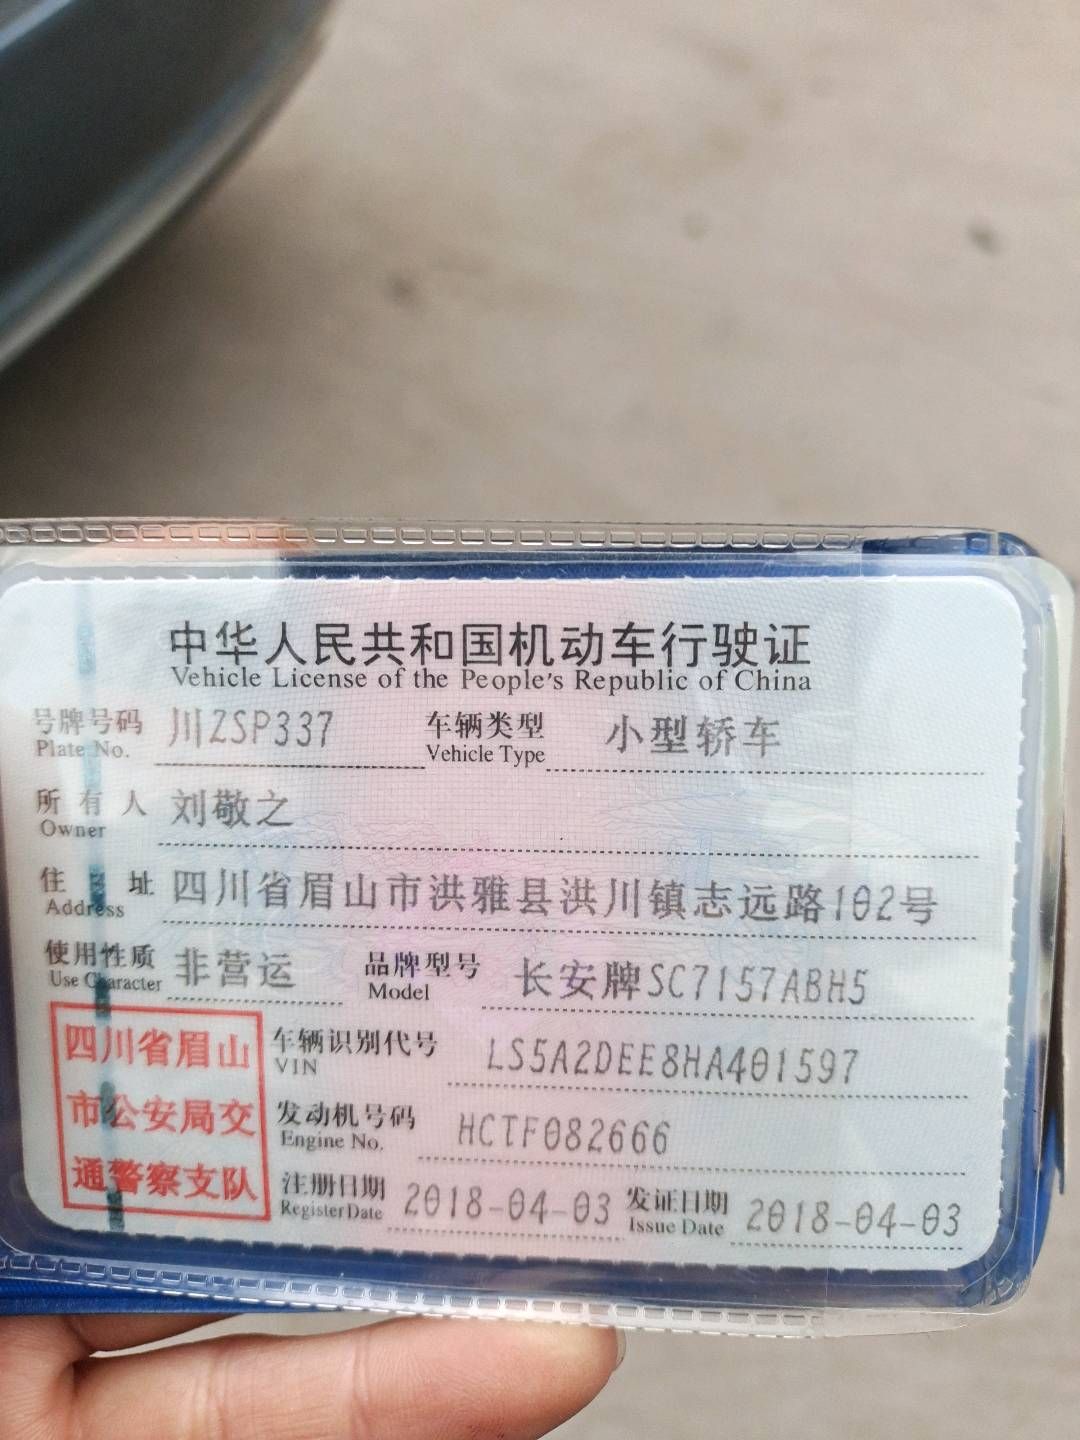 中华人民共和国机动车行驶证
Vehicle License of the People's Republic of China
号牌号码 川ZSP337 车辆类型 小型轿车
Plate No. Vehicle Type
所有人 刘敬之
Owner
住址 四川省眉山市洪雅县洪川镇志远路102号
Address
使用性质 非营运 品牌型号 长安牌SC7157ABH5
Use Character Model
四川省眉山
市公安局交
通警察支队
车辆识别代号 LS5A2DEE8HA401597
VIN
发动机号码 HCTF082666
Engine No.
注册日期 2018-04-03 发证日期 2018-04-03
Register Date Issue Date